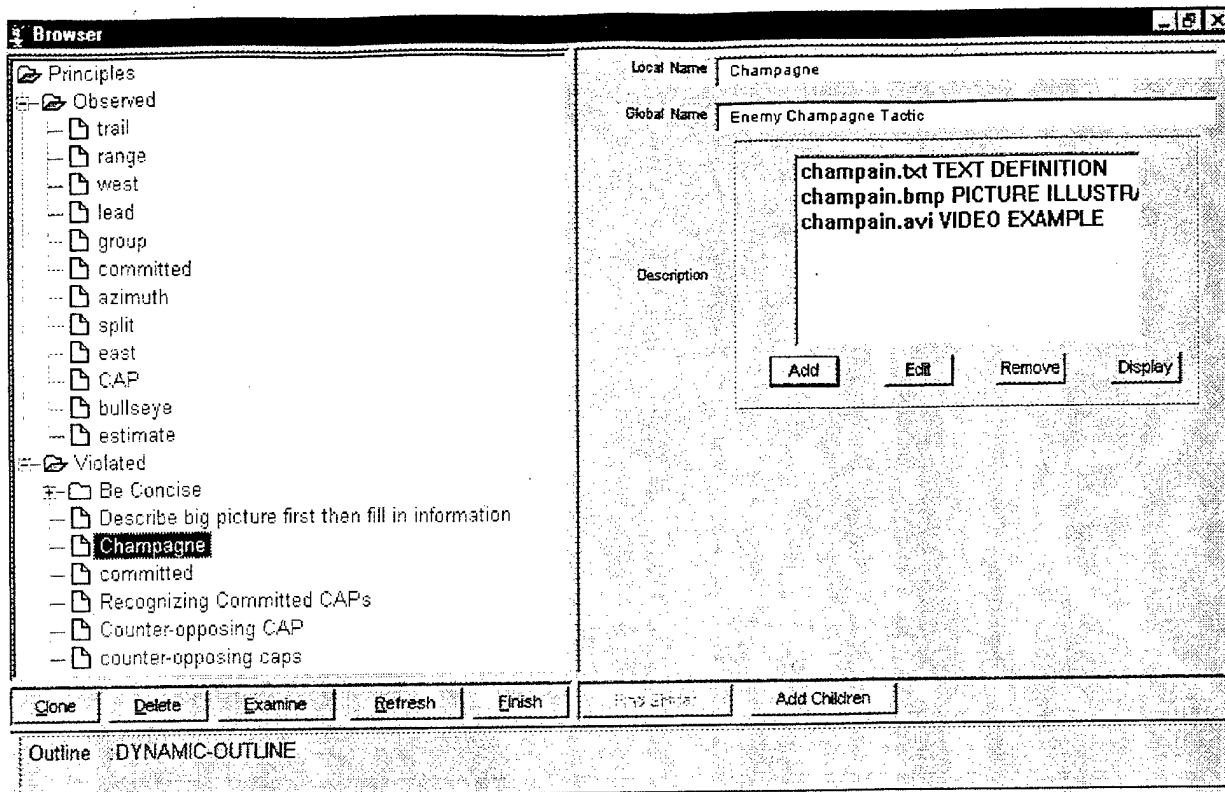 Browser
Principles
Observed
trail
range
west
lead
group
committed
azimuth
split
east
CAP
bullseye
estimate
Violated
Be Concise
Describe big picture first then fill in information
Champagne
committed
Recognizing Committed CAPs
Counter-opposing CAP
counter-opposing caps
Clone Delete Examine Refresh Finish
Local Name Champagne
Global Name Enemy Champagne Tactic
Description
champain.txt TEXT DEFINITION
champain.bmp PICTURE ILLUSTRA
champain.avi VIDEO EXAMPLE
Add Edit Remove Display
Add Children
Outline :DYNAMIC-OUTLINE